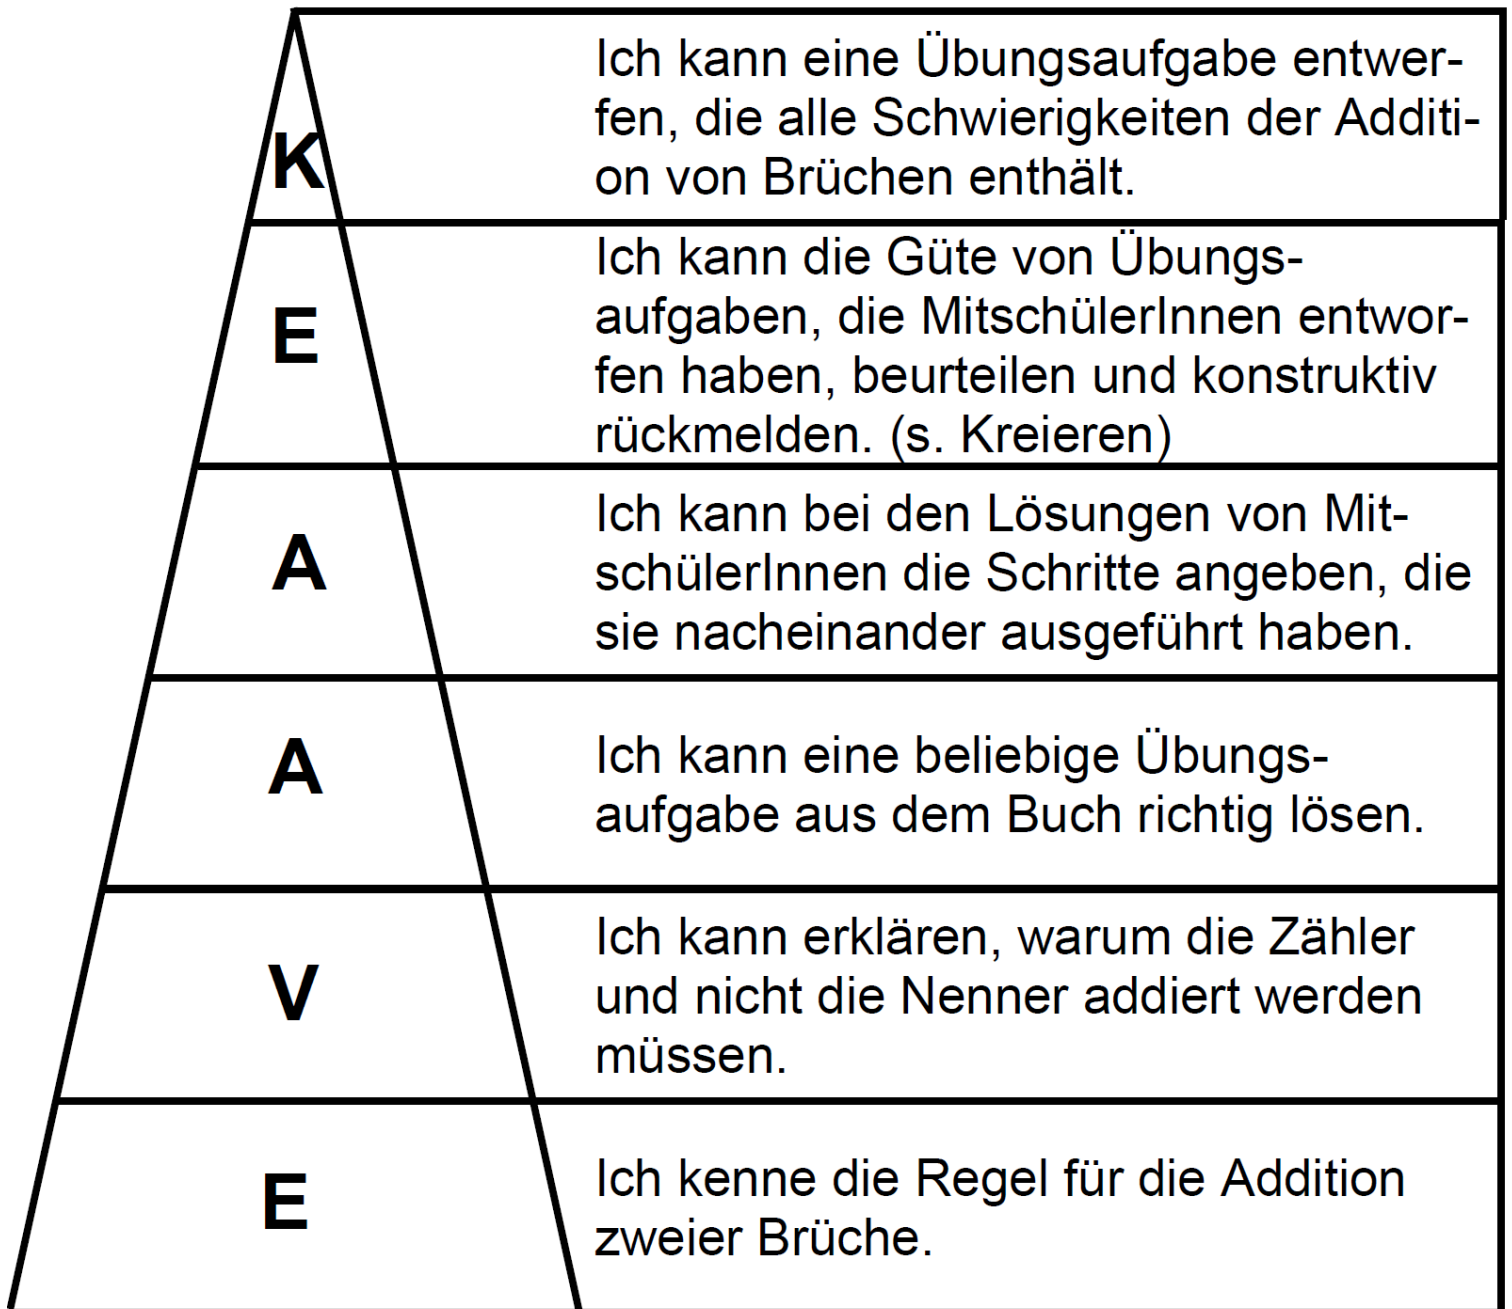 K
Ich kann eine Übungsaufgabe entwer-
fen, die alle Schwierigkeiten der Additi-
on von Brüchen enthält.
E
Ich kann die Güte von Übungs-
aufgaben, die MitschülerInnen entwor-
fen haben, beurteilen und konstruktiv
rückmelden. (s. Kreieren)
A
Ich kann bei den Lösungen von Mit-
schülerInnen die Schritte angeben, die
sie nacheinander ausgeführt haben.
A
Ich kann eine beliebige Übungs-
aufgabe aus dem Buch richtig lösen.
V
Ich kann erklären, warum die Zähler
und nicht die Nenner addiert werden
müssen.
E
Ich kenne die Regel für die Addition
zweier Brüche.